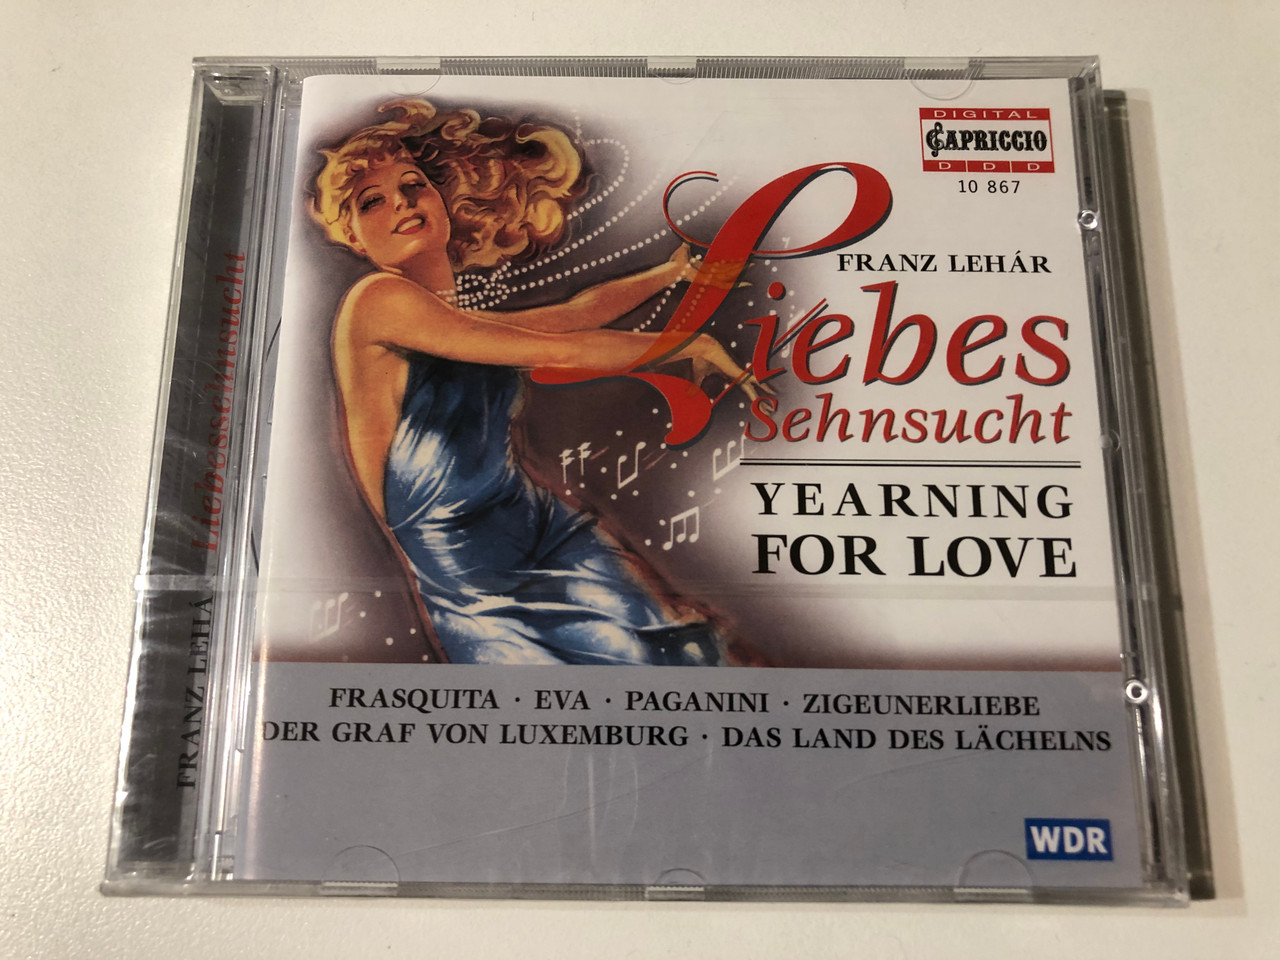 DIGITAL
CAPRICCIO
DDD
10 867
FRANZ LEHÁR
Liebes
Sehnsucht
YEARNING
FOR LOVE
FRASQUITA · EVA · PAGANINI · ZIGEUNERLIEBE
DER GRAF VON LUXEMBURG · DAS LAND DES LÄCHELNS
WDR
FRANZ LEHÁ
Liebessehnsucht